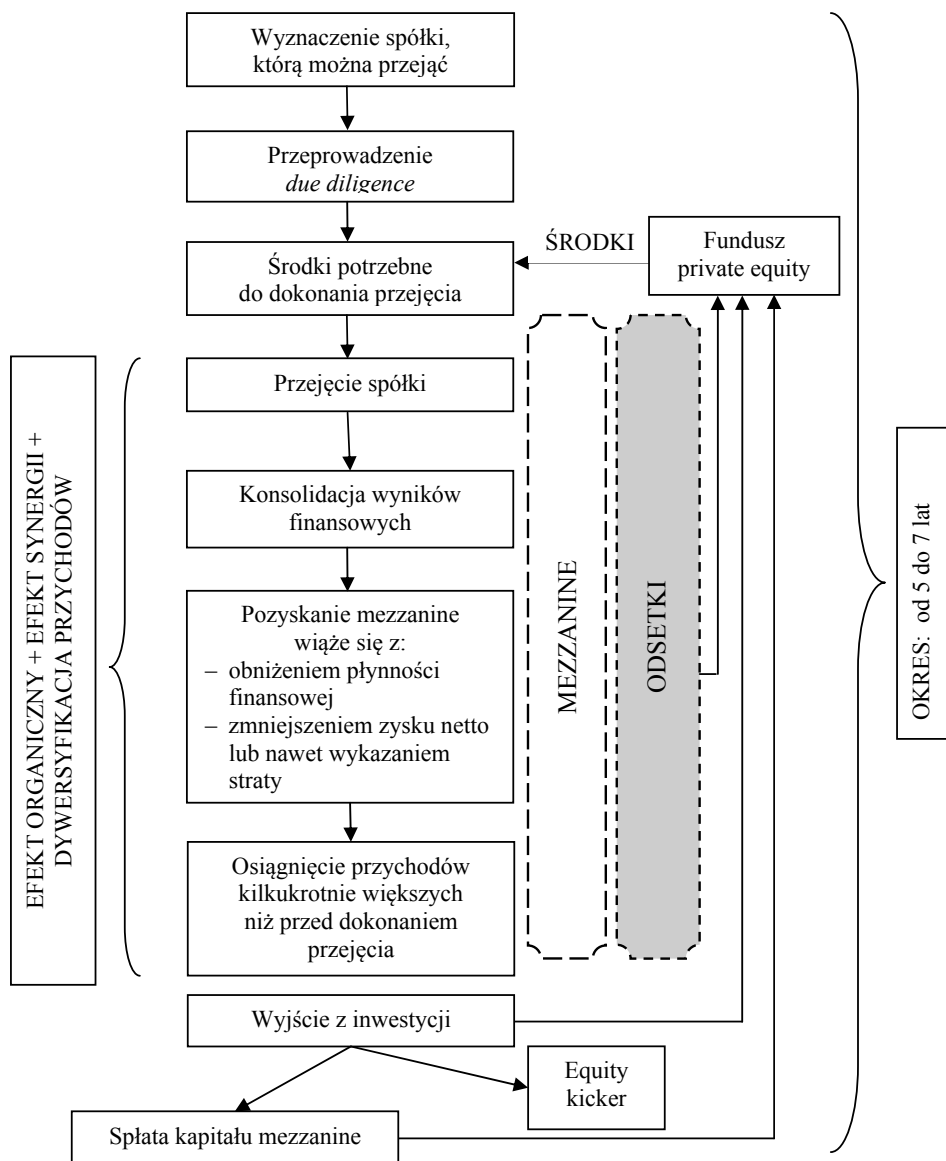 Wyznaczenie spółki,
którą można przejąć
Przeprowadzenie
due diligence
ŚRODKI
Fundusz
private equity
Środki potrzebne
do dokonania przejęcia
Przejęcie spółki
Konsolidacja wyników
finansowych
Pozyskanie mezzanine
wiąże się z:
– obniżeniem płynności
finansowej
– zmniejszeniem zysku netto
lub nawet wykazaniem
straty
Osiągnięcie przychodów
kilkukrotnie większych
niż przed dokonaniem
przejęcia
EFEKT ORGANICZNY + EFEKT SYNERGII +
DYWERSYFIKACJA PRZYCHODÓW
MEZZANINE
ODSETKI
OKRES: od 5 do 7 lat
Wyjście z inwestycji
Equity
kicker
Spłata kapitału mezzanine